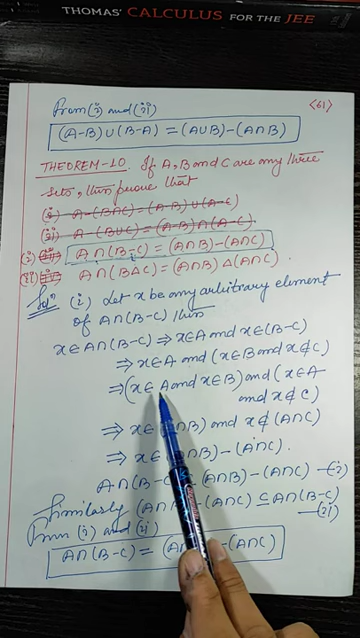 THOMAS' CALCULUS FOR THE JEE
From (i) and (ii) <61>
(A-B)∪(B-A) = (A∪B)-(A∩B)
THEOREM-10. If A, B and C are any three
sets, then prove that
(i) A-(B∩C)=(A-B)∪(A-C)
(ii) A-(B∪C)=(A-B)∩(A-C)
(i) A∩(B-C) = (A∩B)-(A∩C)
(ii) A∩(BΔC) = (A∩B)Δ(A∩C).
Sol^n (i) Let x be any arbitrary element
of A∩(B-C) then
x∈A∩(B-C) ⇒ x∈A and x∈(B-C)
⇒ x∈A and (x∈B and x∉C)
⇒ (x∈A and x∈B) and (x∈A
and x∉C)
⇒ x∈(A∩B) and x∉(A∩C)
⇒ x∈ ∩B)-(A∩C).
A∩(B-C ∩B)-(A∩C) -(i)
Similarly (A∩ -(A∩C) ⊆ A∩(B-C)
-(ii)
From (i) and (ii)
A∩(B-C) = (A -(A∩C)